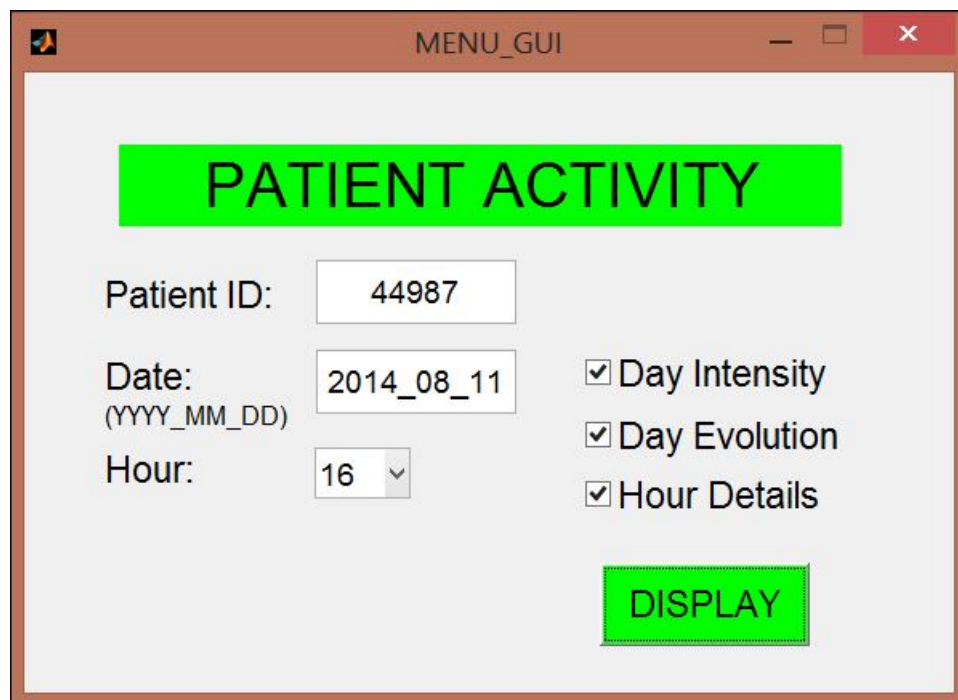 MENU_GUI
PATIENT ACTIVITY
Patient ID: 44987
Date: 2014_08_11
(YYYY_MM_DD)
Hour: 16
Day Intensity
Day Evolution
Hour Details
DISPLAY